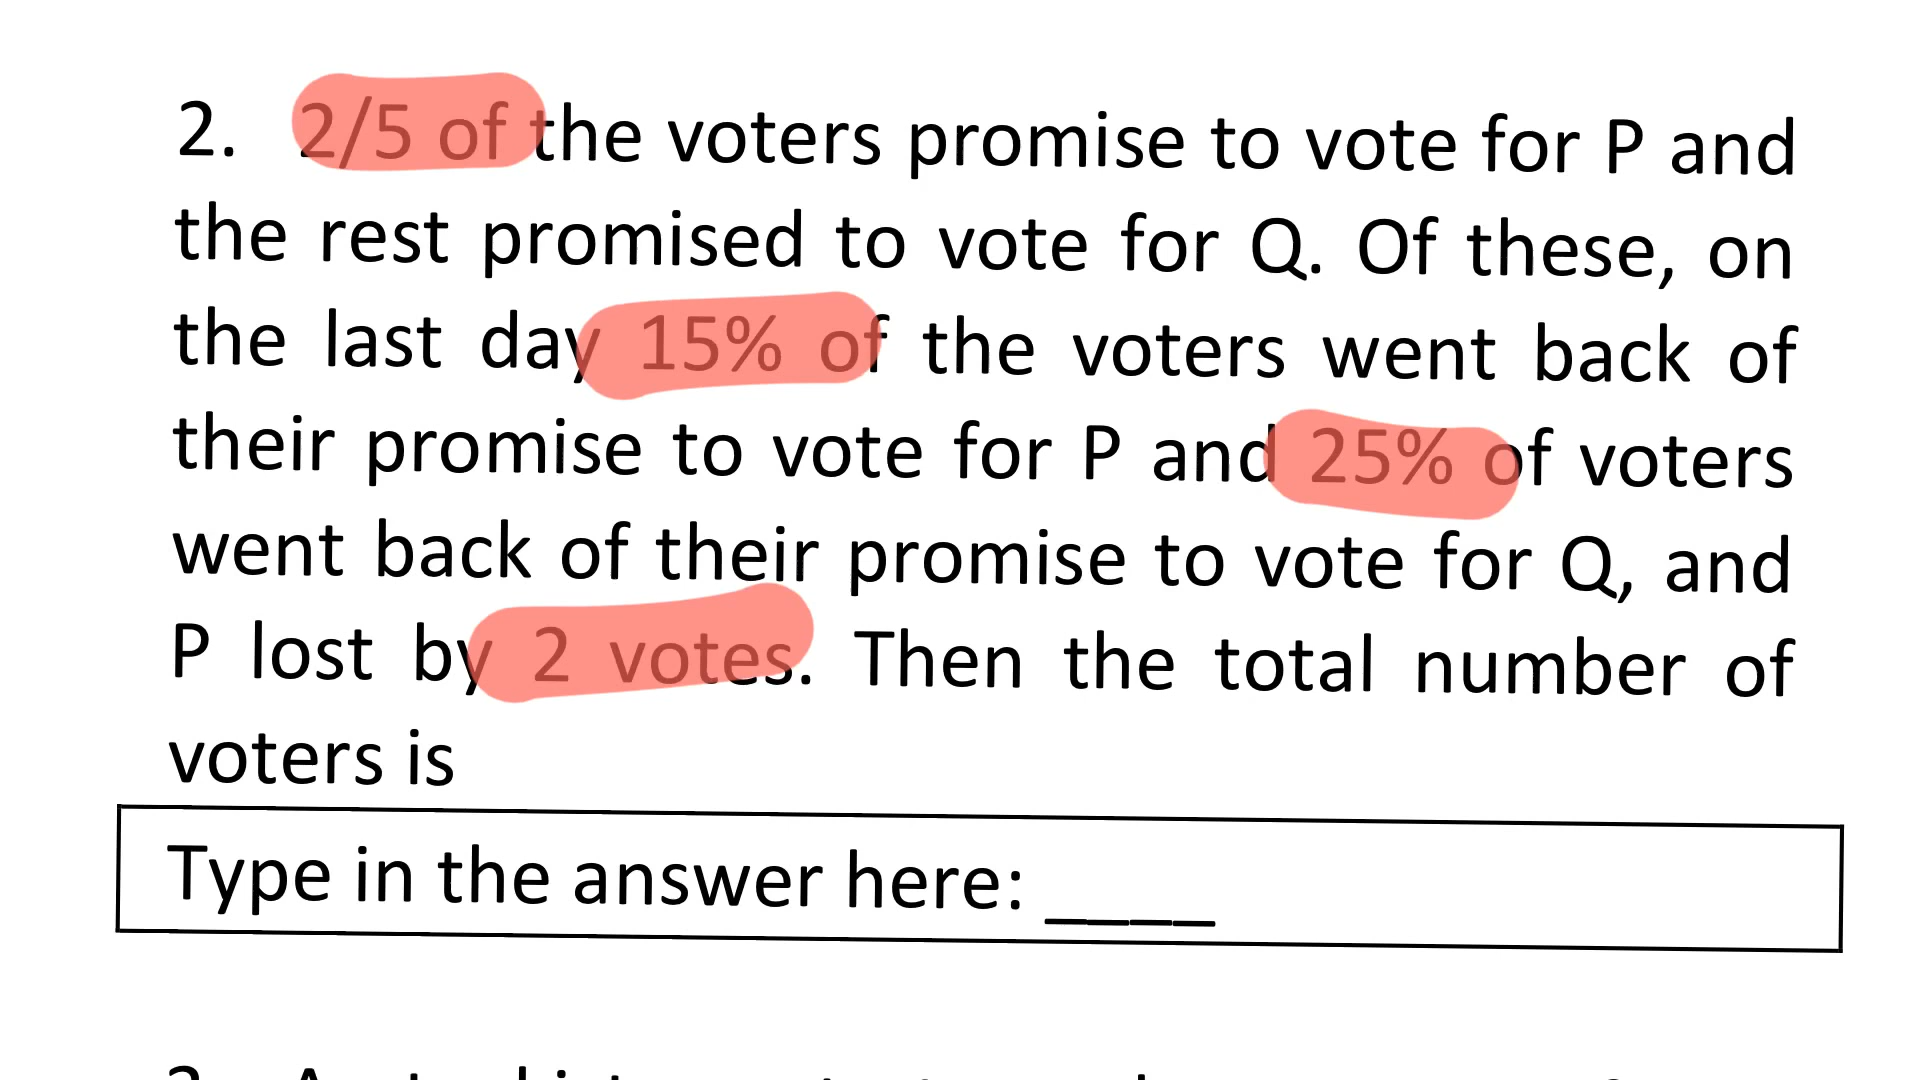 2. 2/5 of the voters promise to vote for P and
the rest promised to vote for Q. Of these, on
the last day 15% of the voters went back of
their promise to vote for P and 25% of voters
went back of their promise to vote for Q, and
P lost by 2 votes. Then the total number of
voters is
Type in the answer here: ____